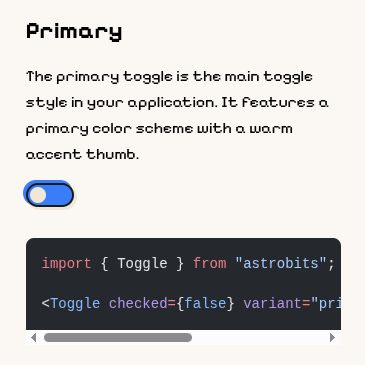 Primary
The primary toggle is the main toggle
style in your application. It features a
primary color scheme with a warm
accent thumb.
import { Toggle } from "astrobits";
<Toggle checked={false} variant="pri